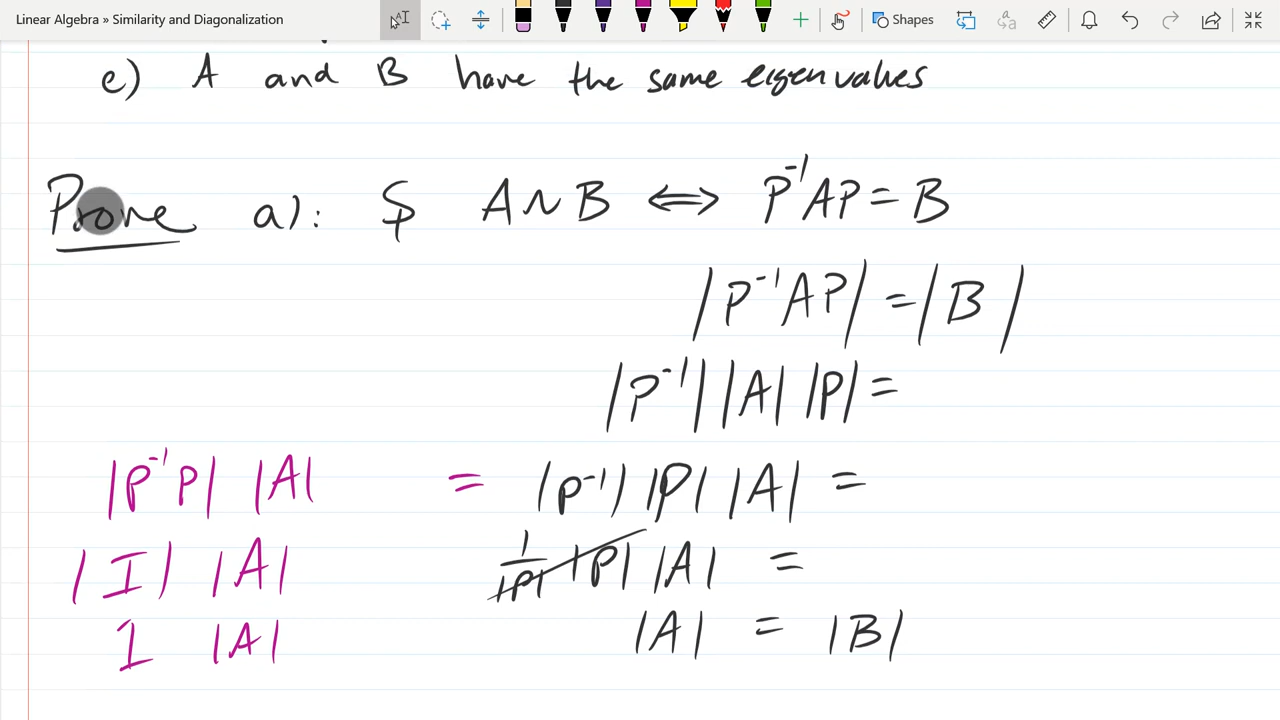 Linear Algebra » Similarity and Diagonalization
Shapes
e) A and B have the same eigenvalues
Prove a): $ A ~ B ⟺ P⁻¹AP = B
|P⁻¹AP| = |B|
|P⁻¹| |A| |P| =
|P⁻¹P| |A| = |P⁻¹| |P| |A| =
|I| |A| 1/|P| |P| |A| =
1 |A| |A| = |B|